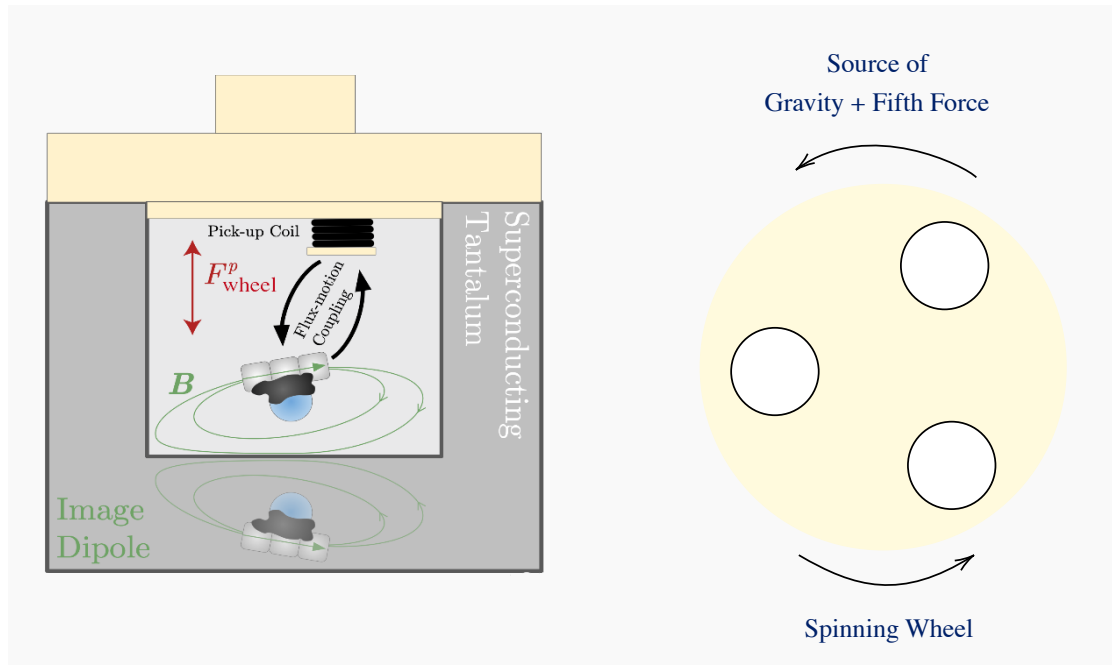 Source of
Gravity + Fifth Force
Pick-up Coil
F^p_wheel
Flux-motion
Coupling
Superconducting
Tantalum
B
Image
Dipole
Spinning Wheel